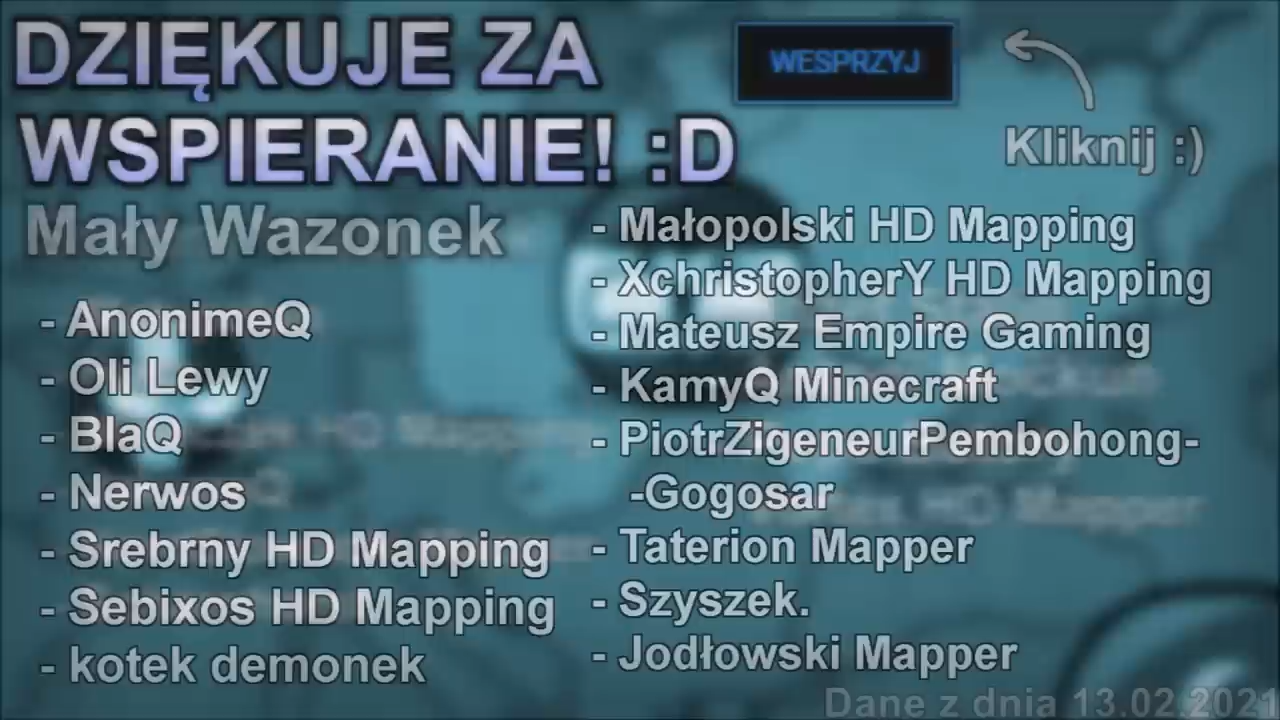 DZIĘKUJE ZA
WSPIERANIE! :D
WESPRZYJ
Kliknij :)
Mały Wazonek
- AnonimeQ
- Oli Lewy
- BlaQ
- Nerwos
- Srebrny HD Mapping
- Sebixos HD Mapping
- kotek demonek
- Małopolski HD Mapping
- XchristopherY HD Mapping
- Mateusz Empire Gaming
- KamyQ Minecraft
- PiotrZigeneurPembohong-
-Gogosar
- Taterion Mapper
- Szyszek.
- Jodłowski Mapper
Dane z dnia 13.02.2021